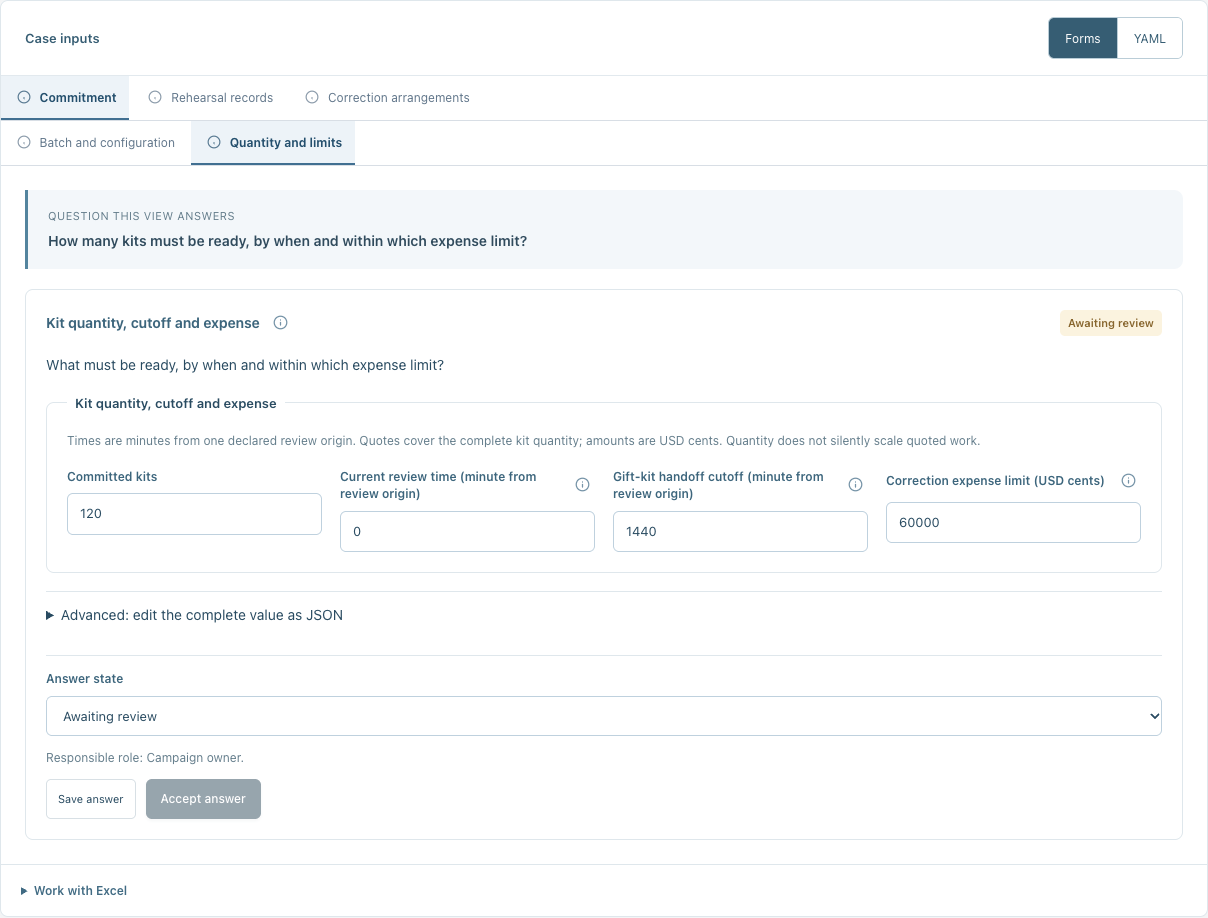 Case inputs
Forms
YAML
Commitment
Rehearsal records
Correction arrangements
Batch and configuration
Quantity and limits
QUESTION THIS VIEW ANSWERS
How many kits must be ready, by when and within which expense limit?
Kit quantity, cutoff and expense
Awaiting review
What must be ready, by when and within which expense limit?
Kit quantity, cutoff and expense
Times are minutes from one declared review origin. Quotes cover the complete kit quantity; amounts are USD cents. Quantity does not silently scale quoted work.
Committed kits
120
Current review time (minute from
review origin)
0
Gift-kit handoff cutoff (minute from
review origin)
1440
Correction expense limit (USD cents)
60000
Advanced: edit the complete value as JSON
Answer state
Awaiting review
Responsible role: Campaign owner.
Save answer
Accept answer
Work with Excel